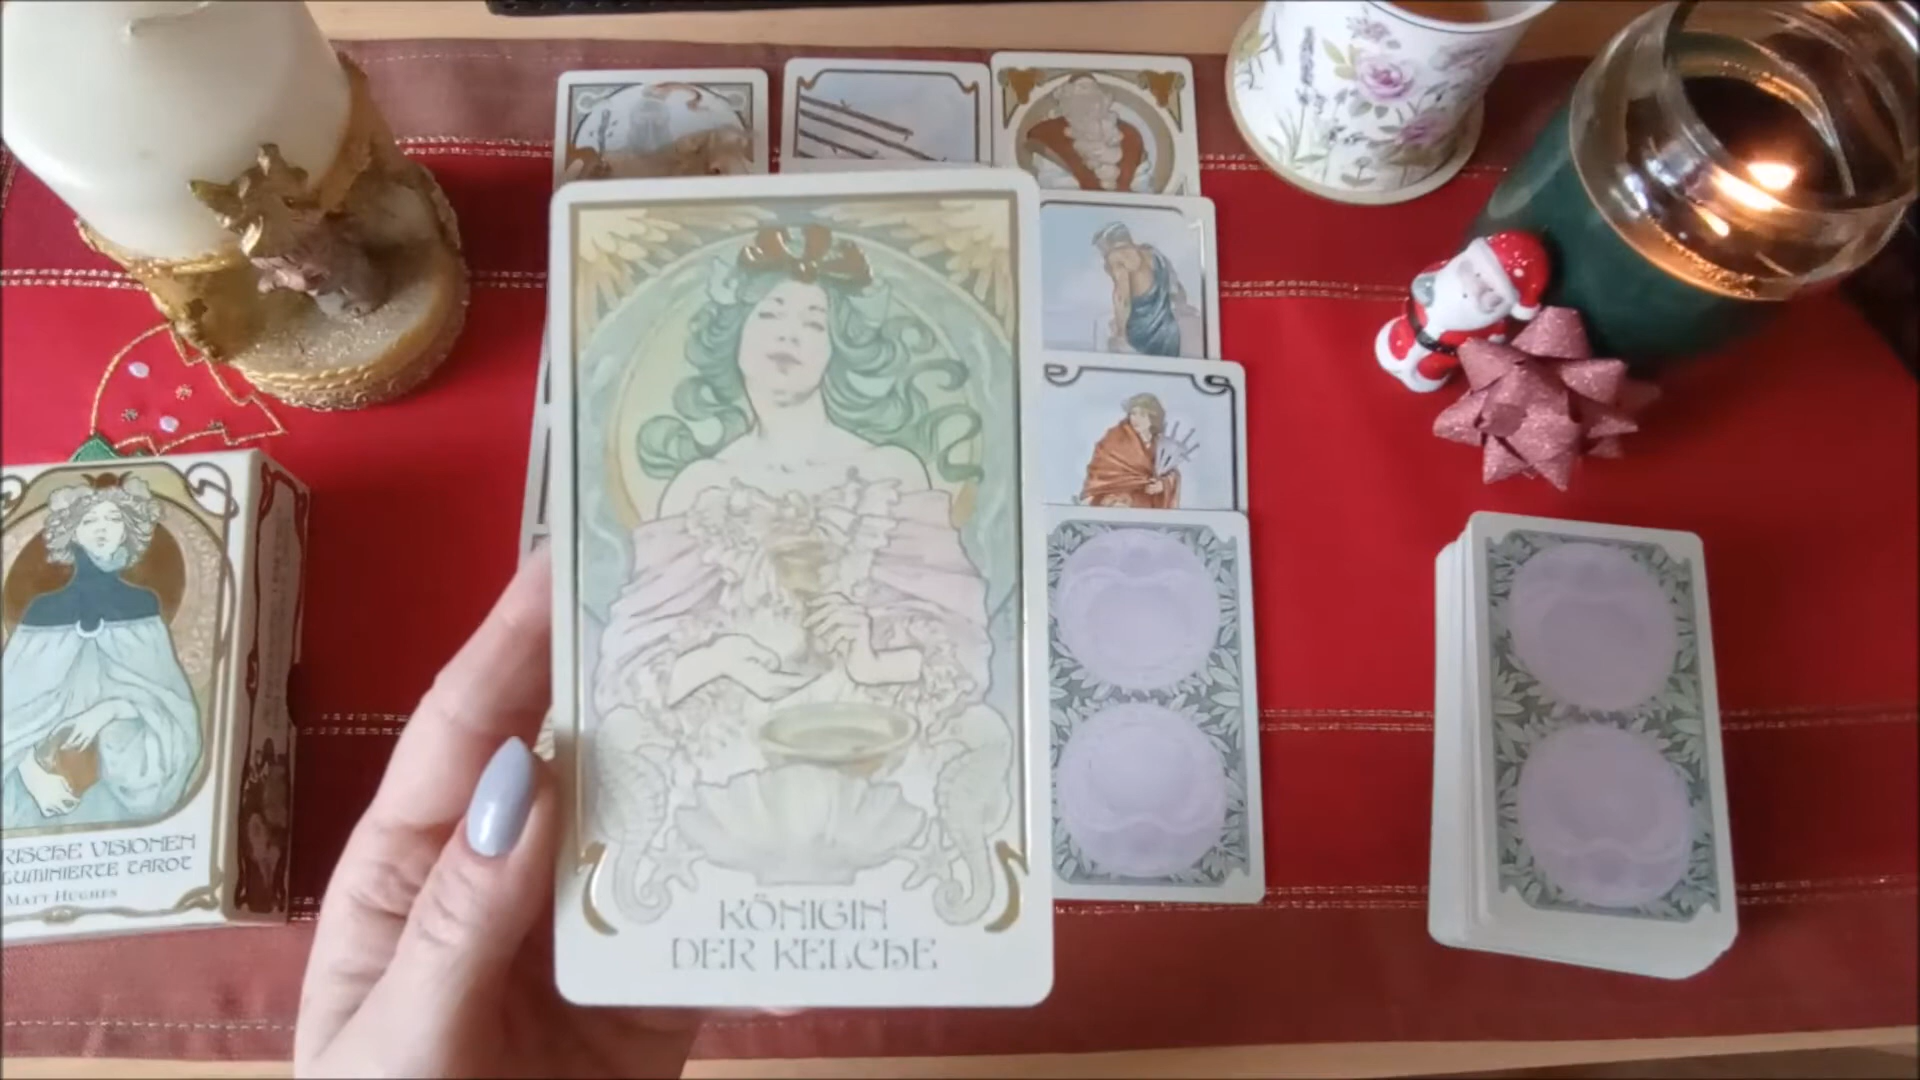 KÖNIGIN
DER KELCHE
RISCHE VISIONEN
LUMINIERTE TAROT
MATT HUGHES